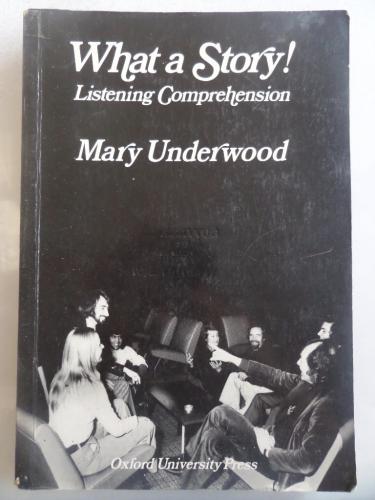 What a Story!
Listening Comprehension
Mary Underwood
Oxford University Press